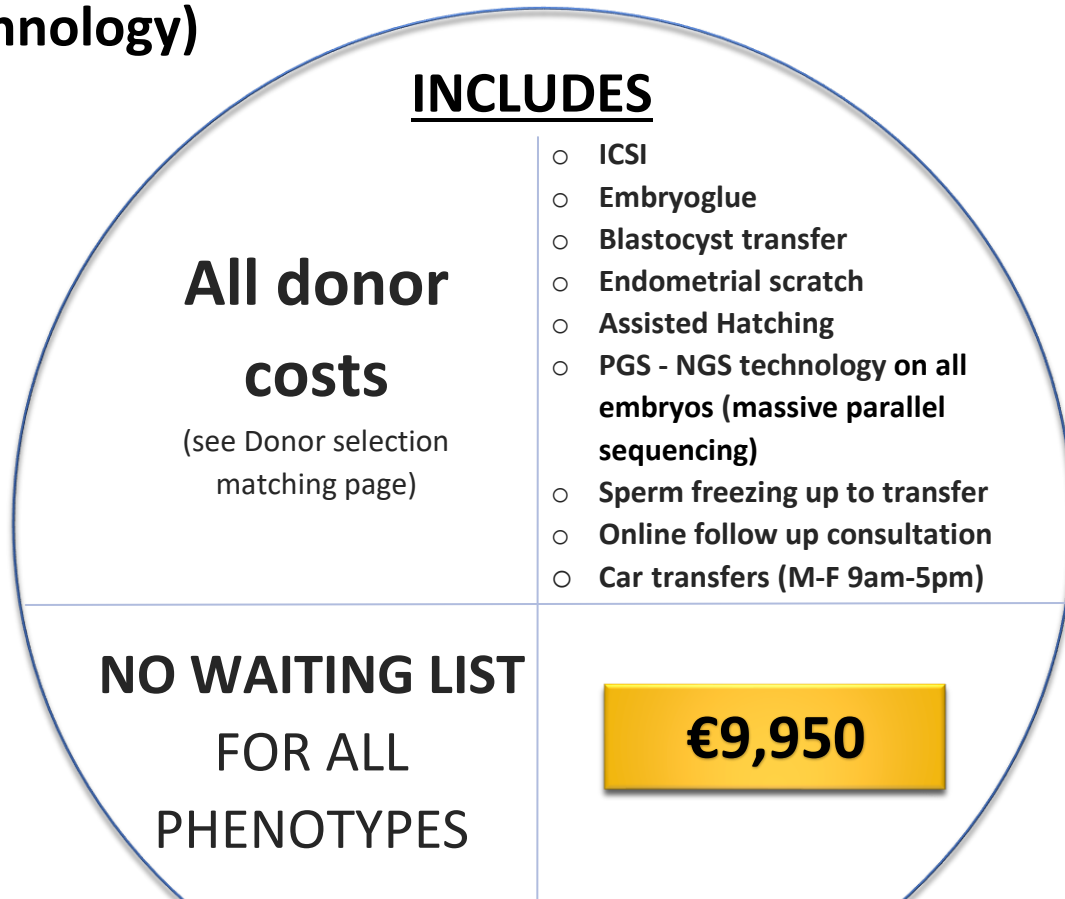 hnology)
INCLUDES
All donor
costs
(see Donor selection
matching page)
o ICSI
o Embryoglue
o Blastocyst transfer
o Endometrial scratch
o Assisted Hatching
o PGS - NGS technology on all
embryos (massive parallel
sequencing)
o Sperm freezing up to transfer
o Online follow up consultation
o Car transfers (M-F 9am-5pm)
NO WAITING LIST
FOR ALL
PHENOTYPES
€9,950